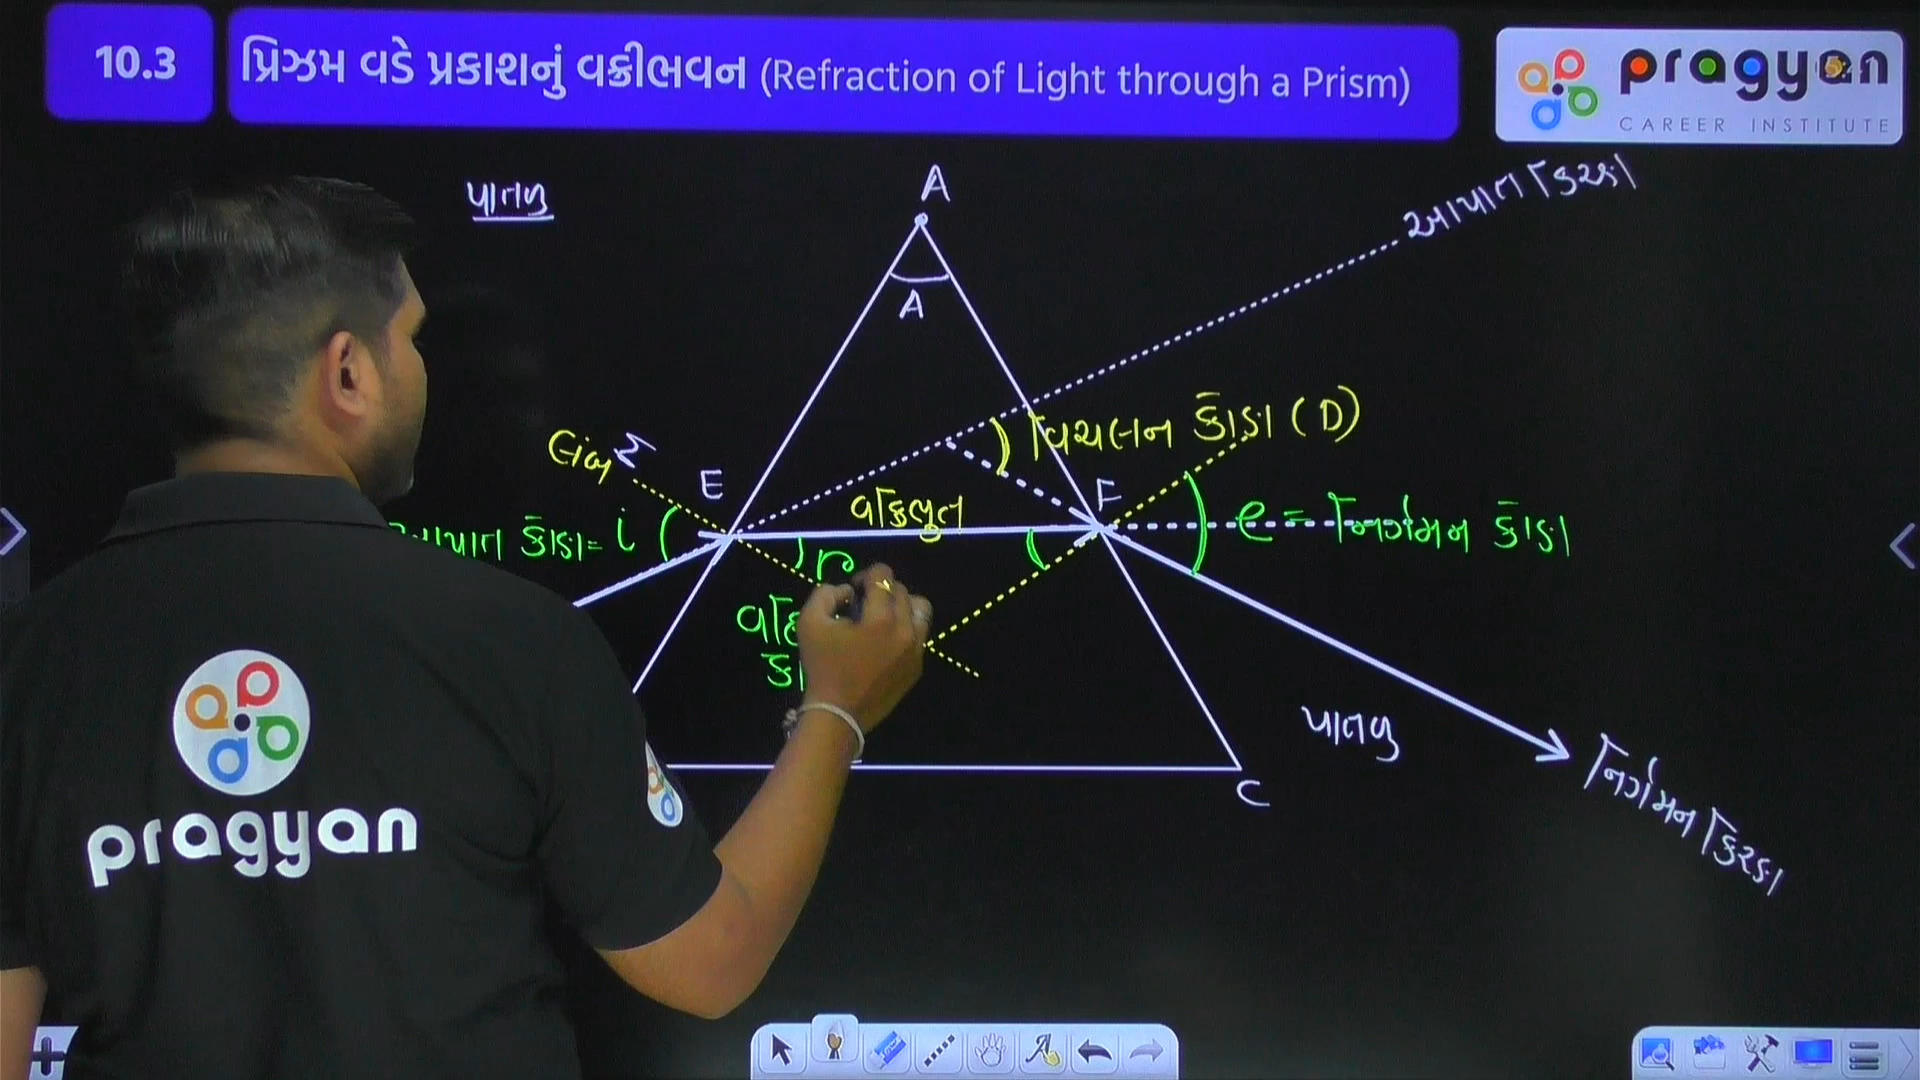 10.3
પ્રિઝમ વડે પ્રકાશનું વક્રીભવન (Refraction of Light through a Prism)
pragyan
CAREER INSTITUTE
પાતળુ
A
A
આપાત કિરણ
વિચલન કોણ (D)
લંબ
E
F
વક્રિભુત
આપાત કોણ = i
r
e = નિર્ગમન કોણ
પાતળુ
C
નિર્ગમન કિરણ
pragyan